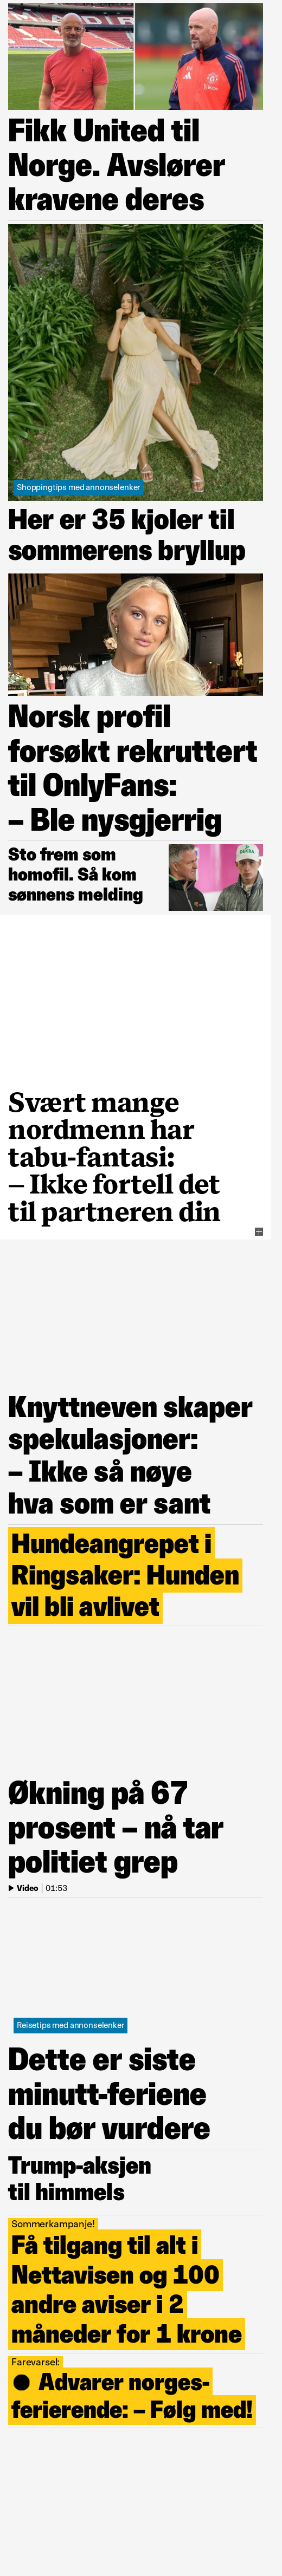 Fikk United til
Norge. Avslører
kravene deres
Shoppingtips med annonselenker
Her er 35 kjoler til
sommerens bryllup
Norsk profil
forsøkt rekruttert
til OnlyFans:
– Ble nysgjerrig
Sto frem som
homofil. Så kom
sønnens melding
Svært mange
nordmenn har
tabu-fantasi:
– Ikke fortell det
til partneren din
Knyttneven skaper
spekulasjoner:
– Ikke så nøye
hva som er sant
Hundeangrepet i
Ringsaker: Hunden
vil bli avlivet
Økning på 67
prosent – nå tar
politiet grep
Video | 01:53
Reisetips med annonselenker
Dette er siste
minutt-feriene
du bør vurdere
Trump-aksjen
til himmels
Sommerkampanje!
Få tilgang til alt i
Nettavisen og 100
andre aviser i 2
måneder for 1 krone
Farevarsel:
Advarer norges-
ferierende: – Følg med!